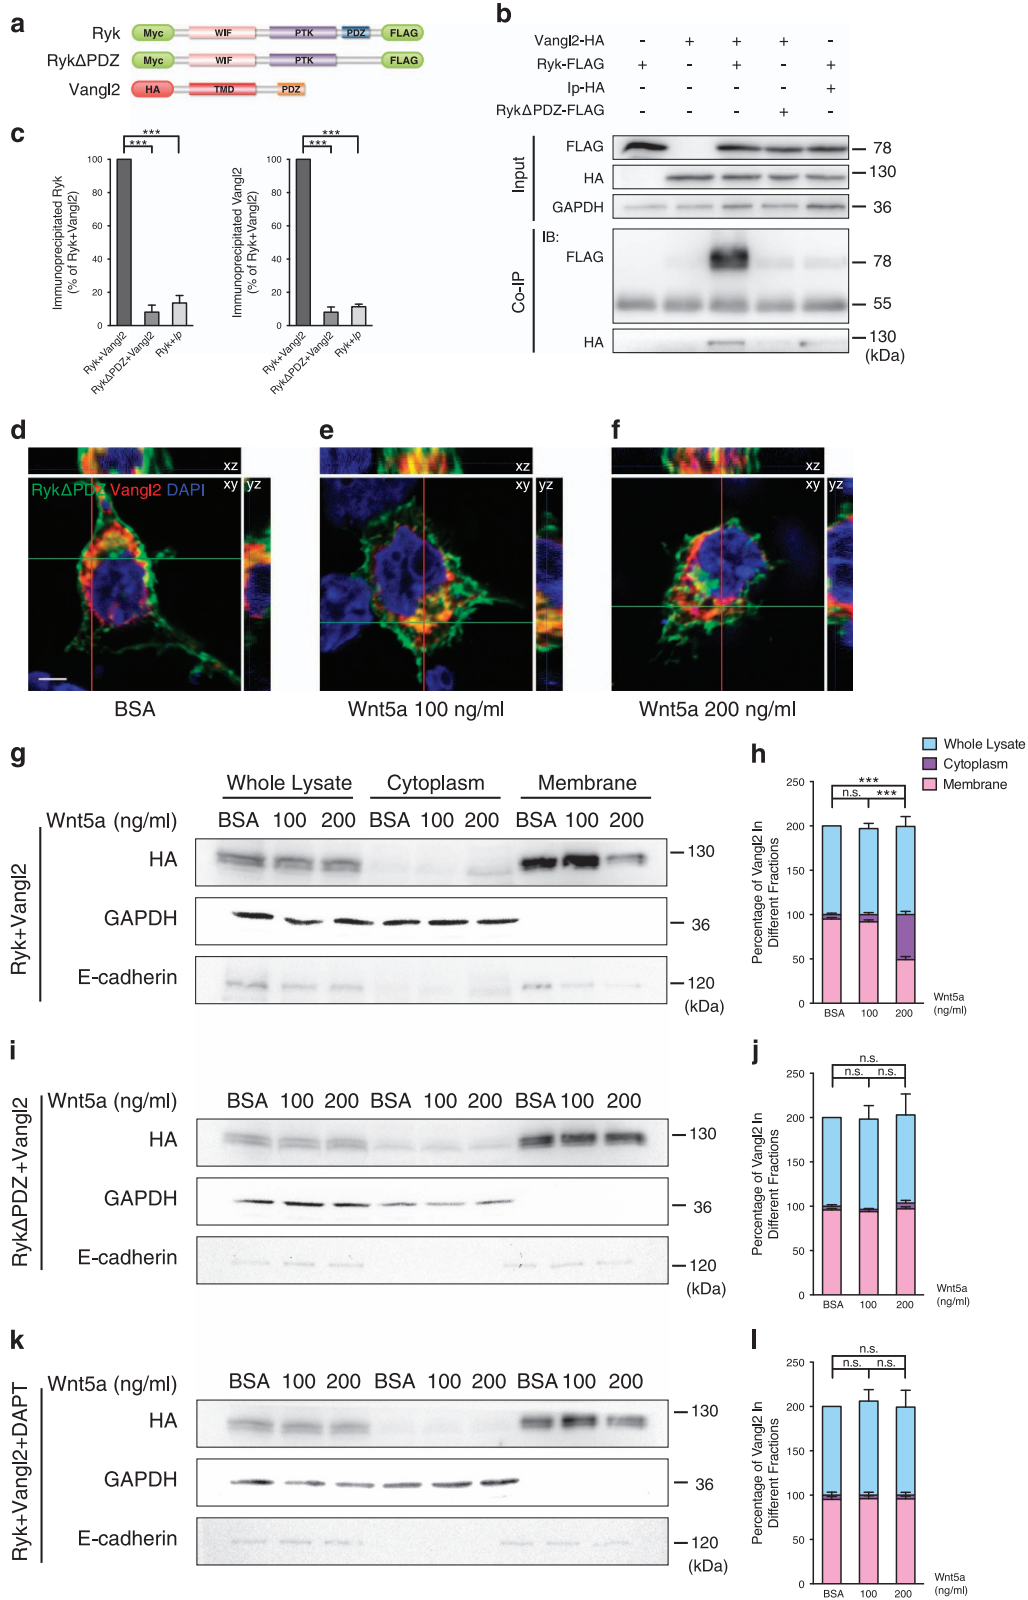 a
Ryk Myc WIF PTK PDZ FLAG
RykΔPDZ Myc WIF PTK FLAG
Vangl2 HA TMD PDZ
b
Vangl2-HA - + + + -
Ryk-FLAG + - + - +
lp-HA - - - - +
RykΔPDZ-FLAG - - - + -
Input
FLAG 78
HA 130
GAPDH 36
Co-IP
IB:
FLAG 78
55
HA 130
(kDa)
c
*** ***
Immunoprecipitated Ryk
(% of Ryk+Vangl2)
100
80
60
40
20
0
Ryk+Vangl2
RykΔPDZ+Vangl2
Ryk+lp
*** ***
Immunoprecipitated Vangl2
(% of Ryk+Vangl2)
100
80
60
40
20
0
Ryk+Vangl2
RykΔPDZ+Vangl2
Ryk+lp
d
xz
xy yz
RykΔPDZ Vangl2 DAPI
BSA
e
xz
xy yz
Wnt5a 100 ng/ml
f
xz
xy yz
Wnt5a 200 ng/ml
g
Ryk+Vangl2
Whole Lysate Cytoplasm Membrane
Wnt5a (ng/ml) BSA 100 200 BSA 100 200 BSA 100 200
HA 130
GAPDH 36
E-cadherin 120
(kDa)
h
Whole Lysate
Cytoplasm
Membrane
Percentage of Vangl2 In
Different Fractions
250
200
150
100
50
0
***
n.s. ***
BSA 100 200
Wnt5a
(ng/ml)
i
RykΔPDZ+Vangl2
Wnt5a (ng/ml) BSA 100 200 BSA 100 200 BSA 100 200
HA 130
GAPDH 36
E-cadherin 120
(kDa)
j
Percentage of Vangl2 In
Different Fractions
250
200
150
100
50
0
n.s.
n.s. n.s.
BSA 100 200
Wnt5a
(ng/ml)
k
Ryk+Vangl2+DAPT
Wnt5a (ng/ml) BSA 100 200 BSA 100 200 BSA 100 200
HA 130
GAPDH 36
E-cadherin 120
(kDa)
l
Percentage of Vangl2 In
Different Fractions
250
200
150
100
50
0
n.s.
n.s. n.s.
BSA 100 200
Wnt5a
(ng/ml)